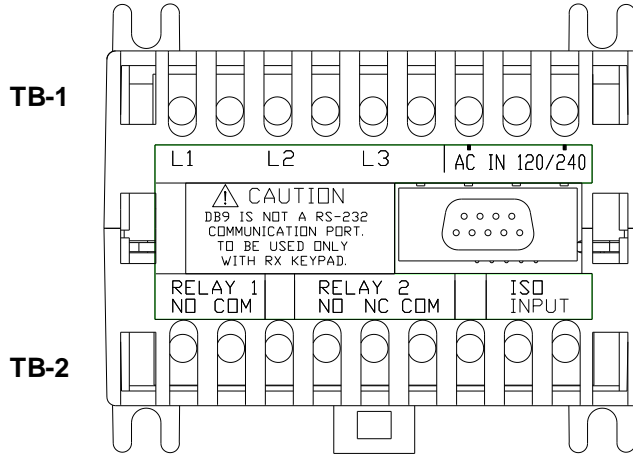 TB-1
L1 L2 L3 AC IN 120/240
CAUTION
DB9 IS NOT A RS-232
COMMUNICATION PORT.
TO BE USED ONLY
WITH RX KEYPAD.
RELAY 1 RELAY 2 ISO
NO COM NO NC COM INPUT
TB-2